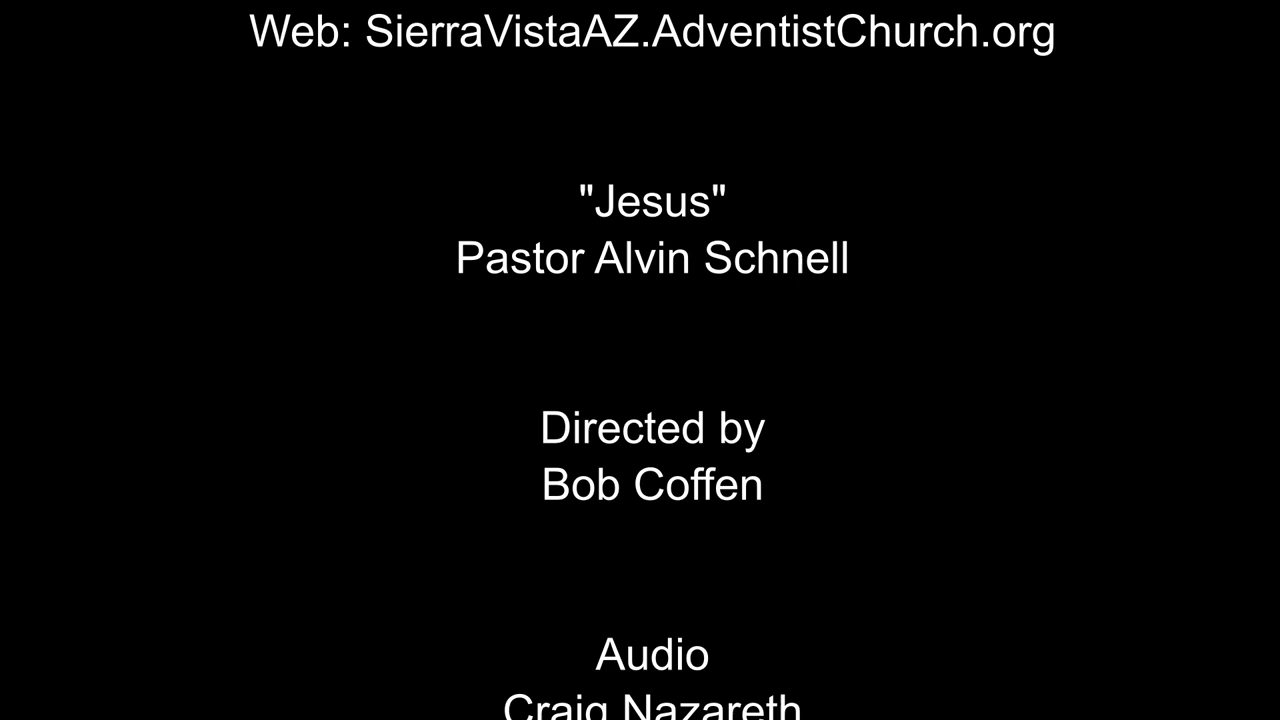 Web: SierraVistaAZ.AdventistChurch.org
"Jesus"
Pastor Alvin Schnell
Directed by
Bob Coffen
Audio
Craig Nazareth